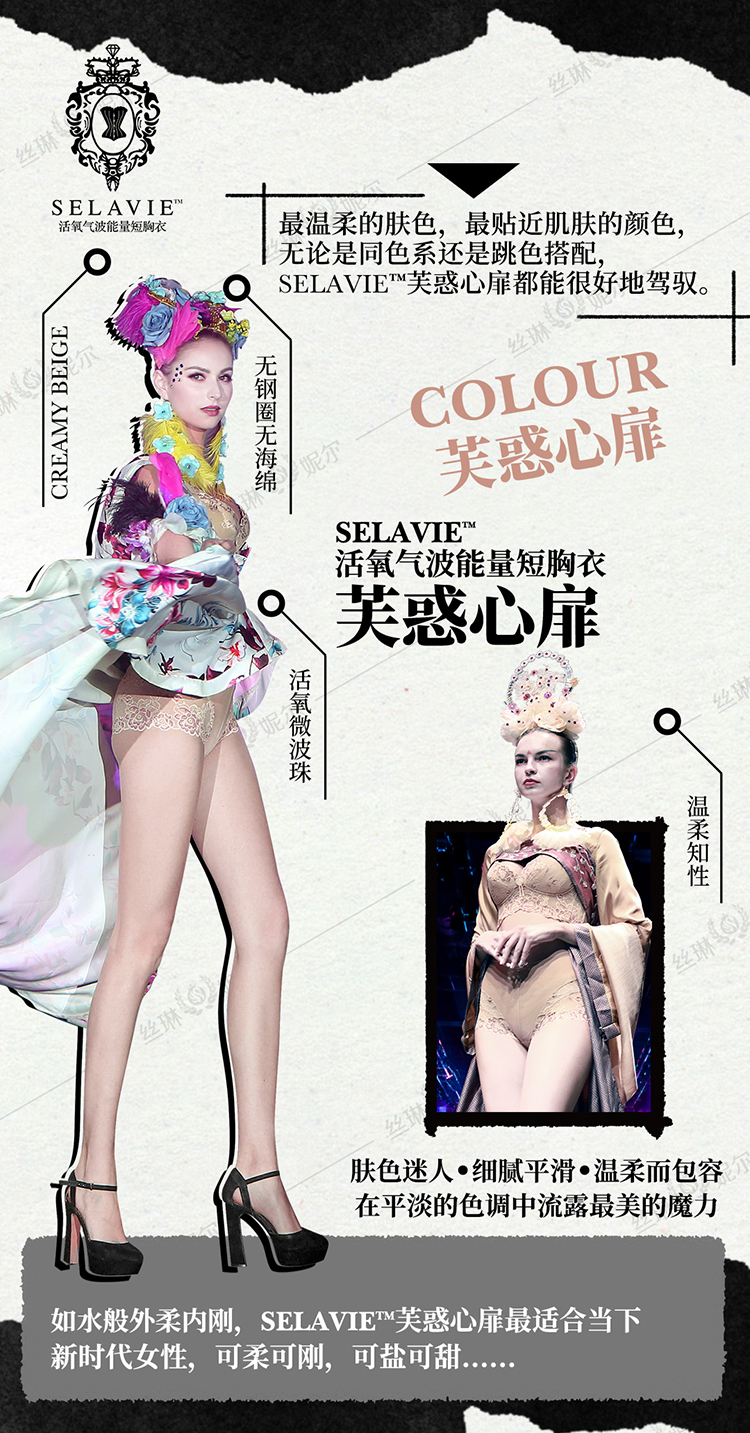 SELAVIE™
活氧气波能量短胸衣
最温柔的肤色，最贴近肌肤的颜色，
无论是同色系还是跳色搭配，
SELAVIE™芙惑心扉都能很好地驾驭。
CREAMY BEIGE
无钢圈无海绵
COLOUR
芙惑心扉
SELAVIE™
活氧气波能量短胸衣
芙惑心扉
活氧微波珠
温柔知性
肤色迷人•细腻平滑•温柔而包容
在平淡的色调中流露最美的魔力
如水般外柔内刚，SELAVIE™芙惑心扉最适合当下
新时代女性，可柔可刚，可盐可甜……
丝琳妮尔